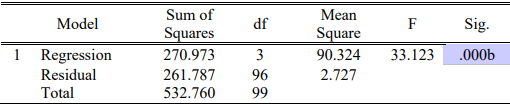 Model Sum of Squares df Mean Square F Sig.
1 Regression 270.973 3 90.324 33.123 .000b
Residual 261.787 96 2.727
Total 532.760 99